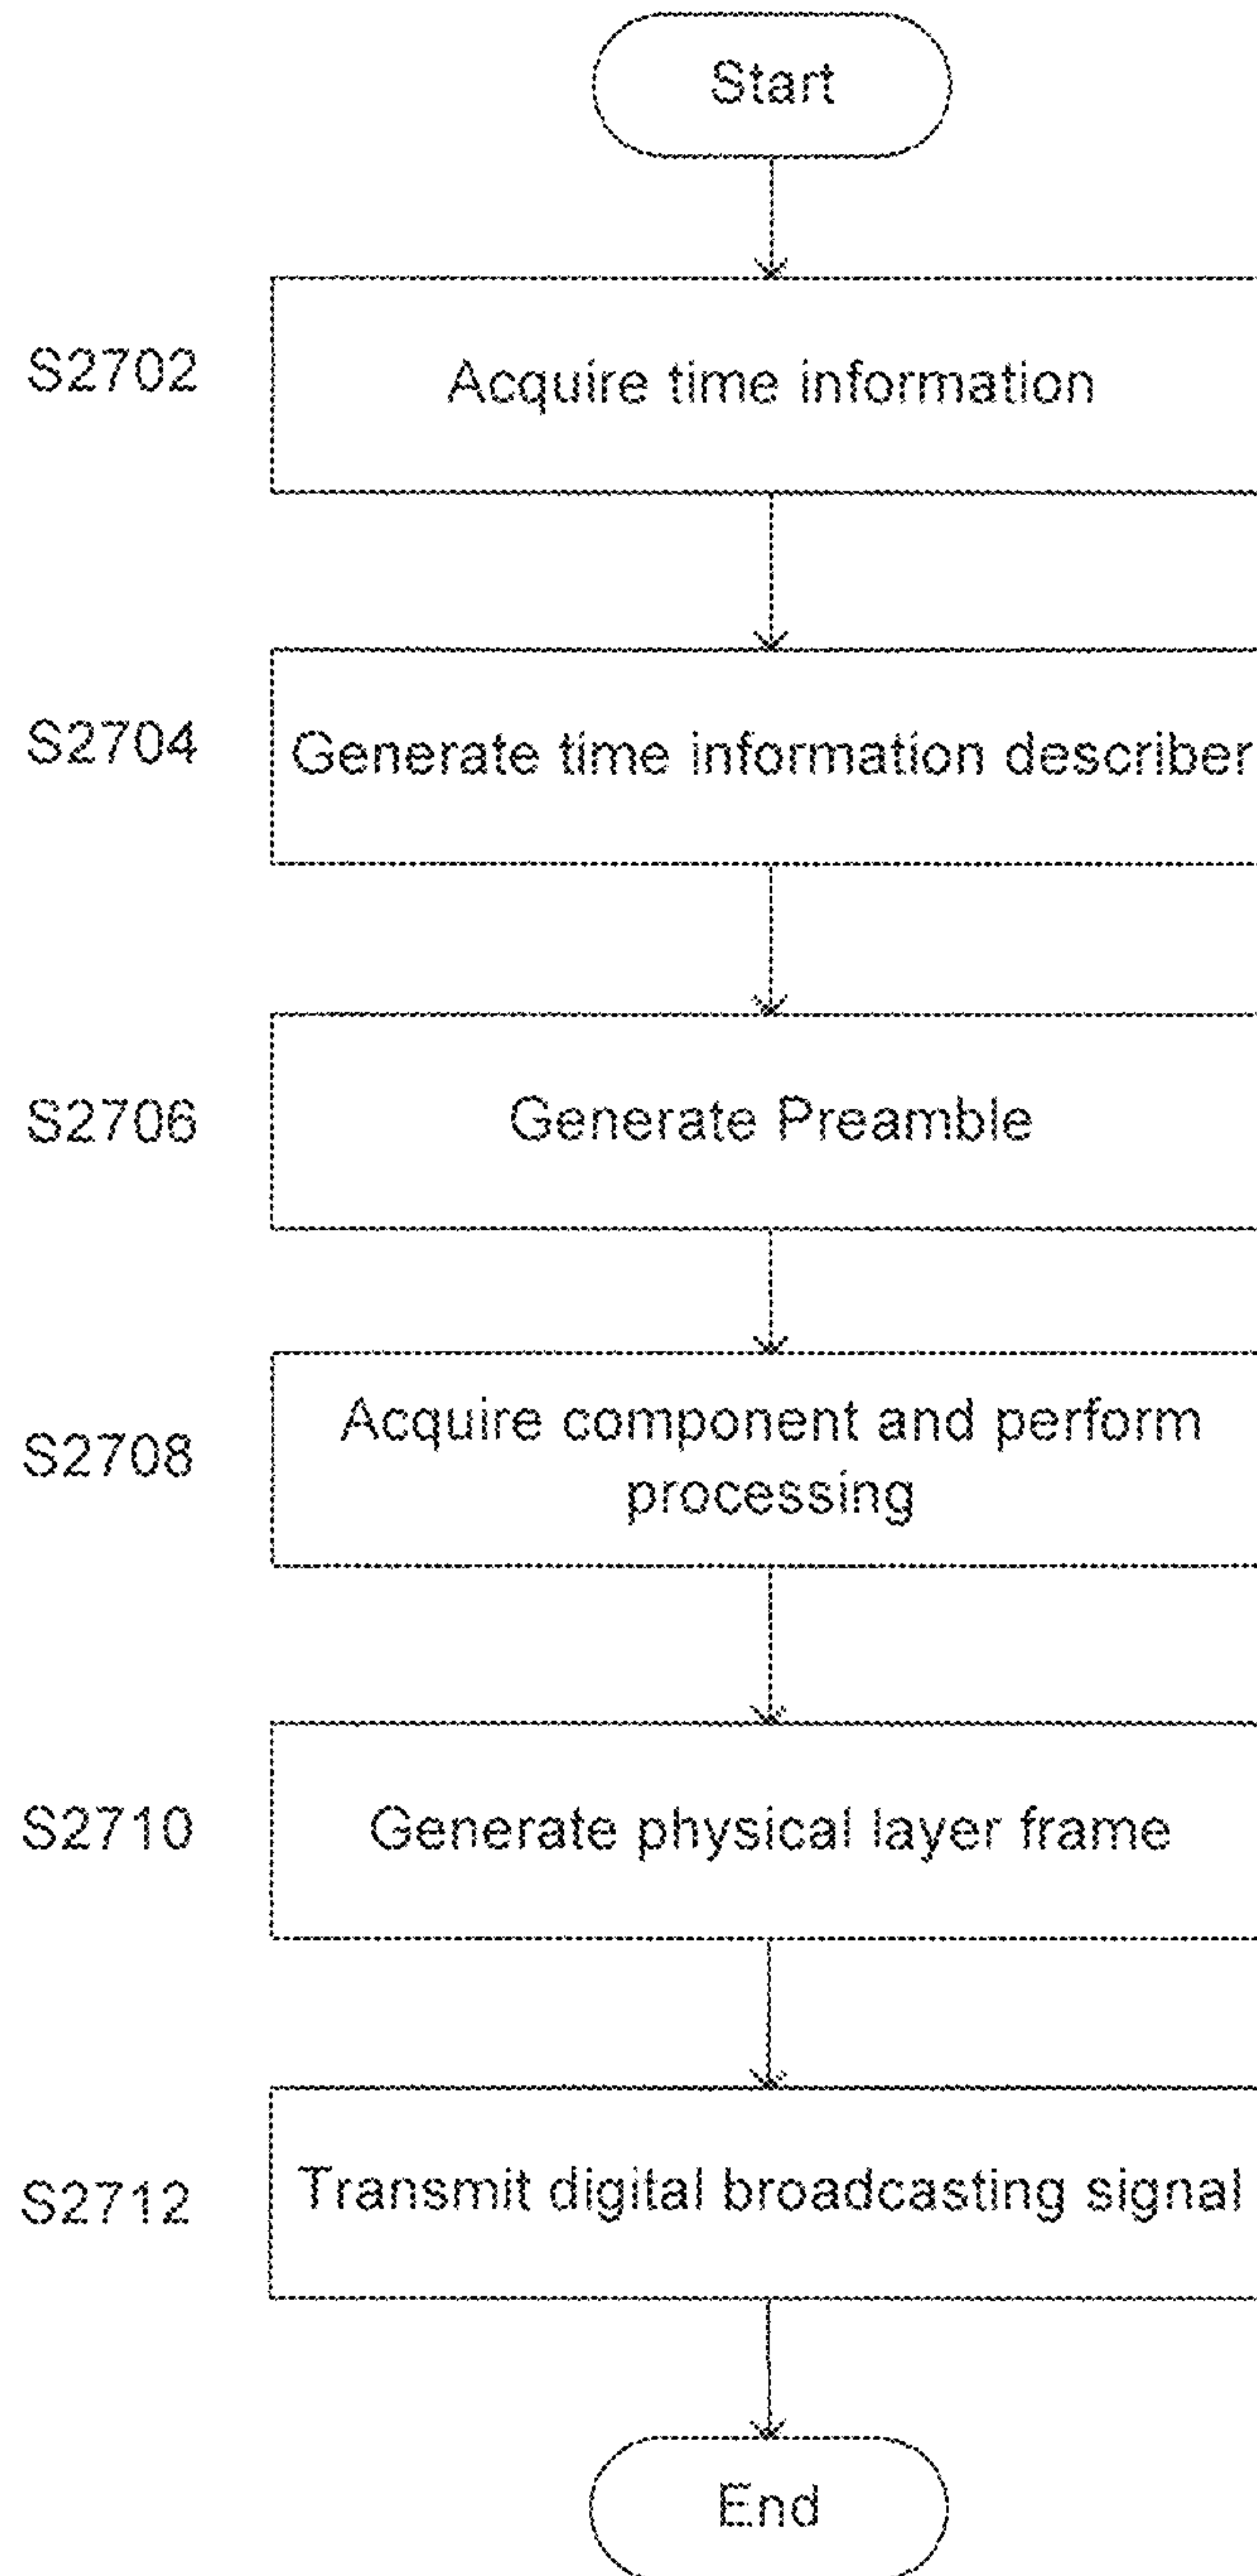 Start
S2702
Acquire time information
S2704
Generate time information describer
S2706
Generate Preamble
S2708
Acquire component and perform
processing
S2710
Generate physical layer frame
S2712
Transmit digital broadcasting signal
End